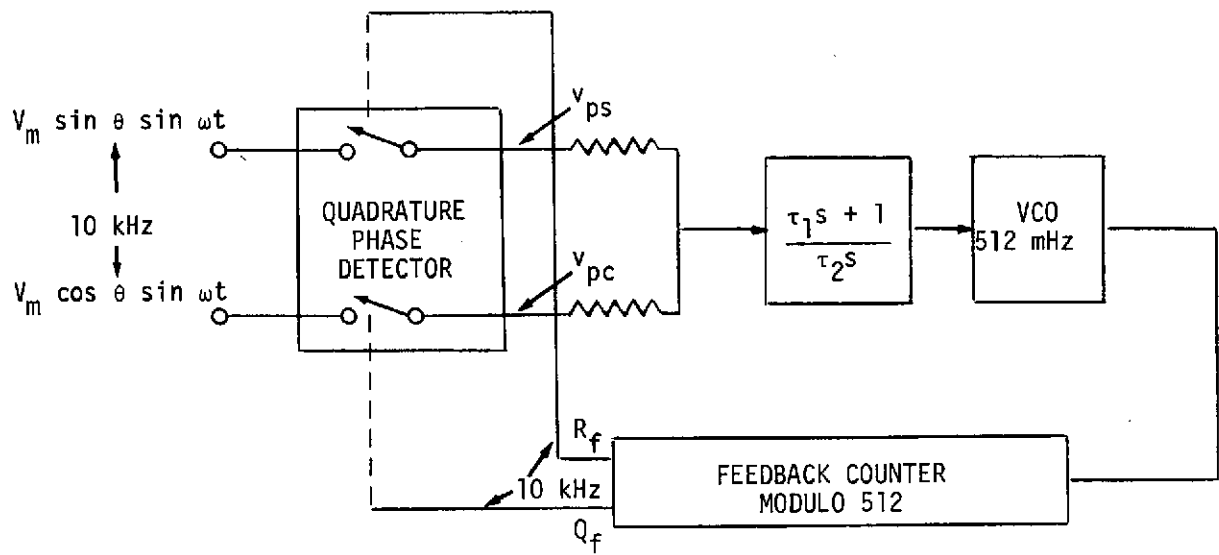 V_m sin θ sin ωt
10 kHz
V_m cos θ sin ωt
QUADRATURE
PHASE
DETECTOR
v_ps
v_pc
τ_1s + 1
τ_2s
VCO
512 mHz
R_f
10 kHz
Q_f
FEEDBACK COUNTER
MODULO 512